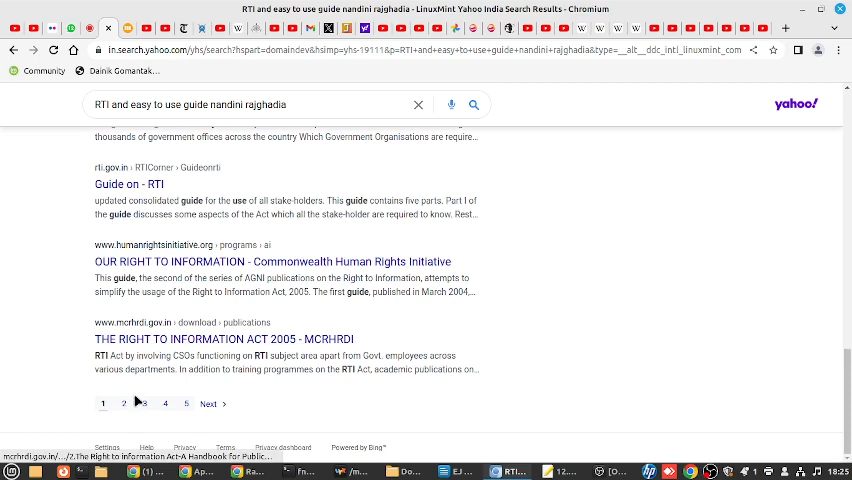 RTI and easy to use guide nandini rajghadia - LinuxMint Yahoo India Search Results - Chromium
in.search.yahoo.com/yhs/search?hspart=domaindev&hsimp=yhs-19111&p=RTI+and+easy+to+use+guide+nandini+rajghadia&type=__alt__ddc_intl_linuxmint_com
Community Dainik Gomantak...
RTI and easy to use guide nandini rajghadia
yahoo!
thousands of government offices across the country Which Government Organisations are require...
rti.gov.in › RTICorner › Guideonrti
Guide on - RTI
updated consolidated guide for the use of all stake-holders. This guide contains five parts. Part I of
the guide discusses some aspects of the Act which all the stake-holder are required to know. Rest...
www.humanrightsinitiative.org › programs › ai
OUR RIGHT TO INFORMATION - Commonwealth Human Rights Initiative
This guide, the second of the series of AGNI publications on the Right to Information, attempts to
simplify the usage of the Right to Information Act, 2005. The first guide, published in March 2004,...
www.mcrhrdi.gov.in › download › publications
THE RIGHT TO INFORMATION ACT 2005 - MCRHRDI
RTI Act by involving CSOs functioning on RTI subject area apart from Govt. employees across
various departments. In addition to training programmes on the RTI Act, academic publications on...
1 2 3 4 5 Next ›
Settings Help Privacy Terms Privacy dashboard Powered by Bing™
mcrhrdi.gov.in/.../2.The Right to information Act-A Handbook for Public...
(1) ... Ap... Ra... Fn... /m... Do... EJ ... RTI... 12.... [O... 1 18:25